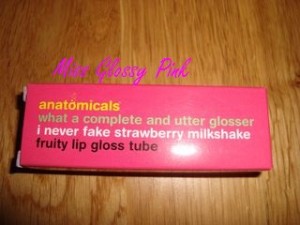 Miss Glossy Pink
anatomicals
what a complete and utter glosser
i never fake strawberry milkshake
fruity lip gloss tube